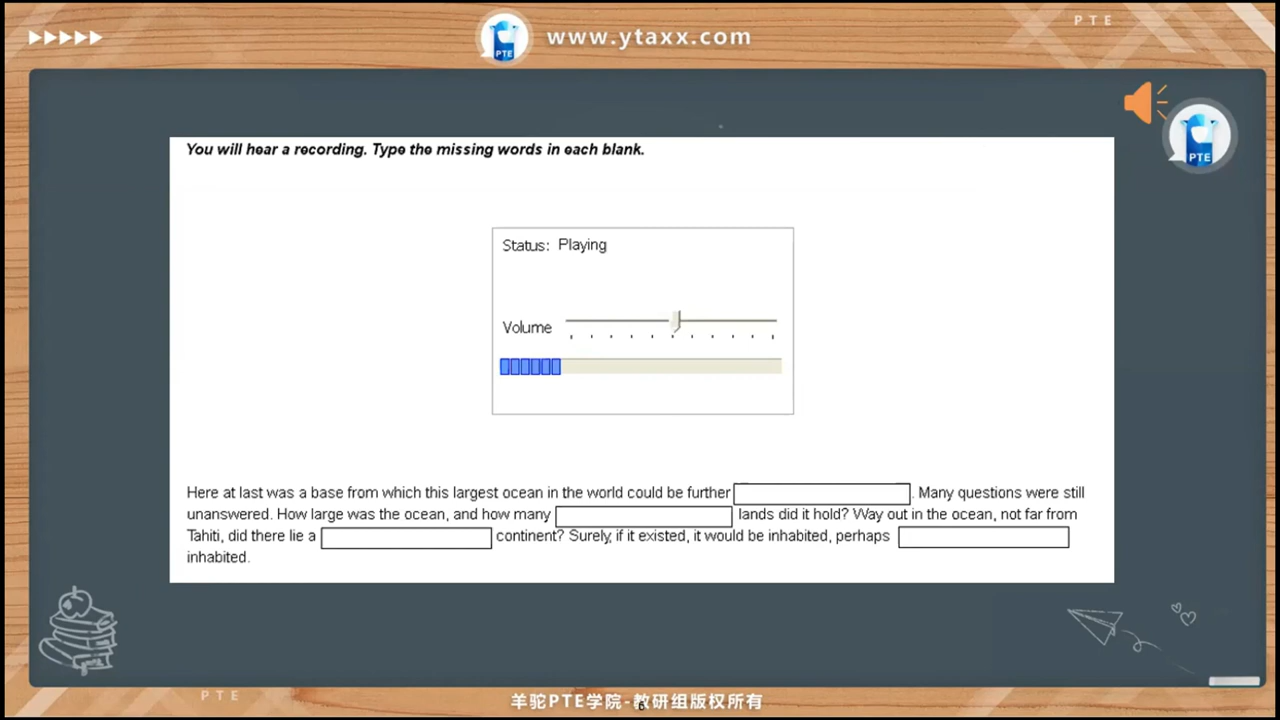 PTE
www.ytaxx.com
PTE
PTE
You will hear a recording. Type the missing words in each blank.
Status: Playing
Volume
Here at last was a base from which this largest ocean in the world could be further . Many questions were still
unanswered. How large was the ocean, and how many lands did it hold? Way out in the ocean, not far from
Tahiti, did there lie a continent? Surely, if it existed, it would be inhabited, perhaps
inhabited.
PTE
羊驼PTE学院-教研组版权所有